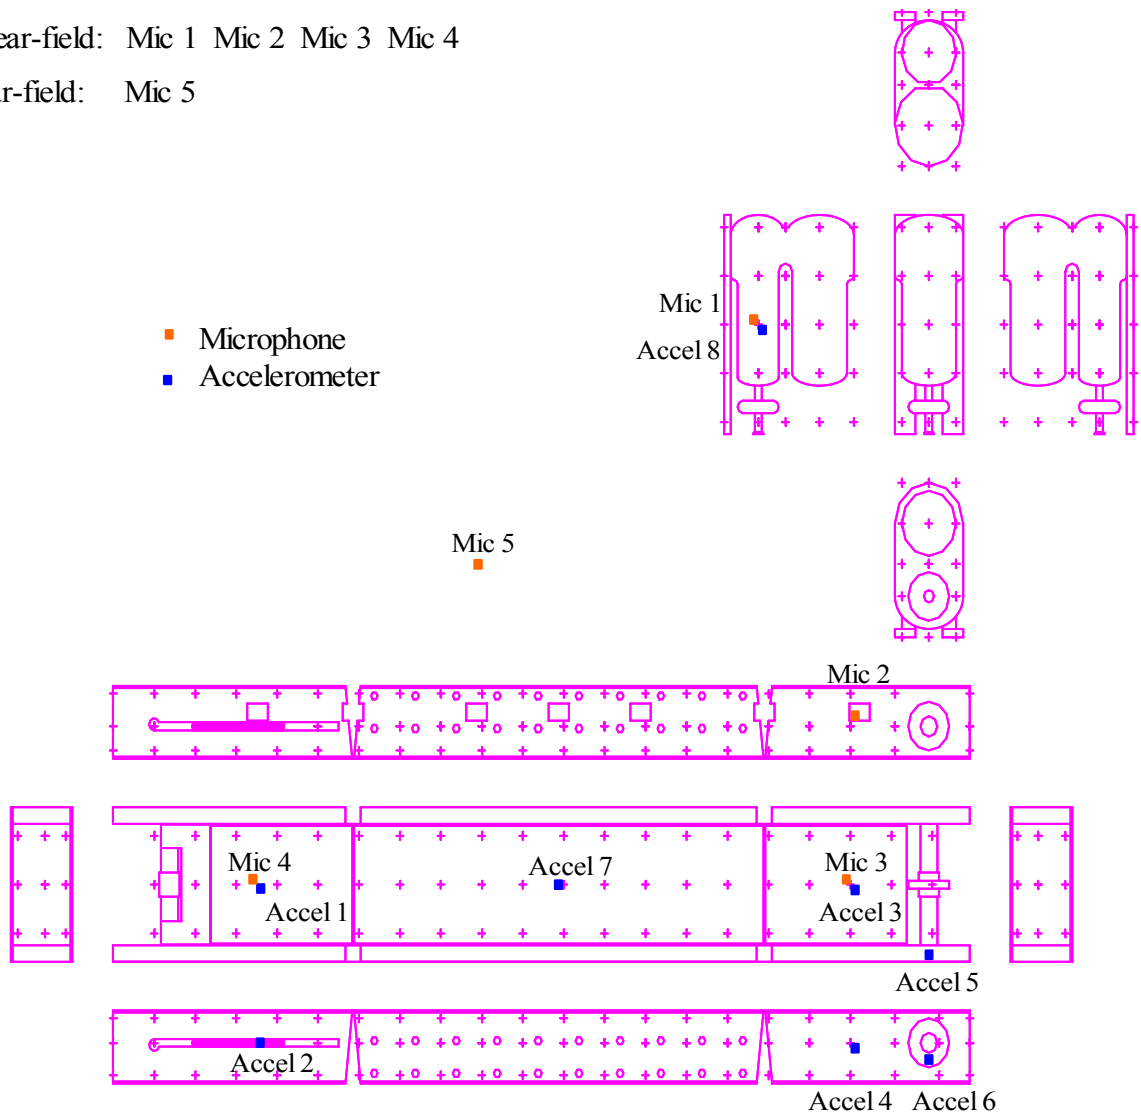 ear-field: Mic 1 Mic 2 Mic 3 Mic 4
ar-field: Mic 5
Microphone
Accelerometer
Mic 1
Accel 8
Mic 5
Mic 2
Mic 4
Accel 7
Mic 3
Accel 1
Accel 3
Accel 5
Accel 2
Accel 4
Accel 6